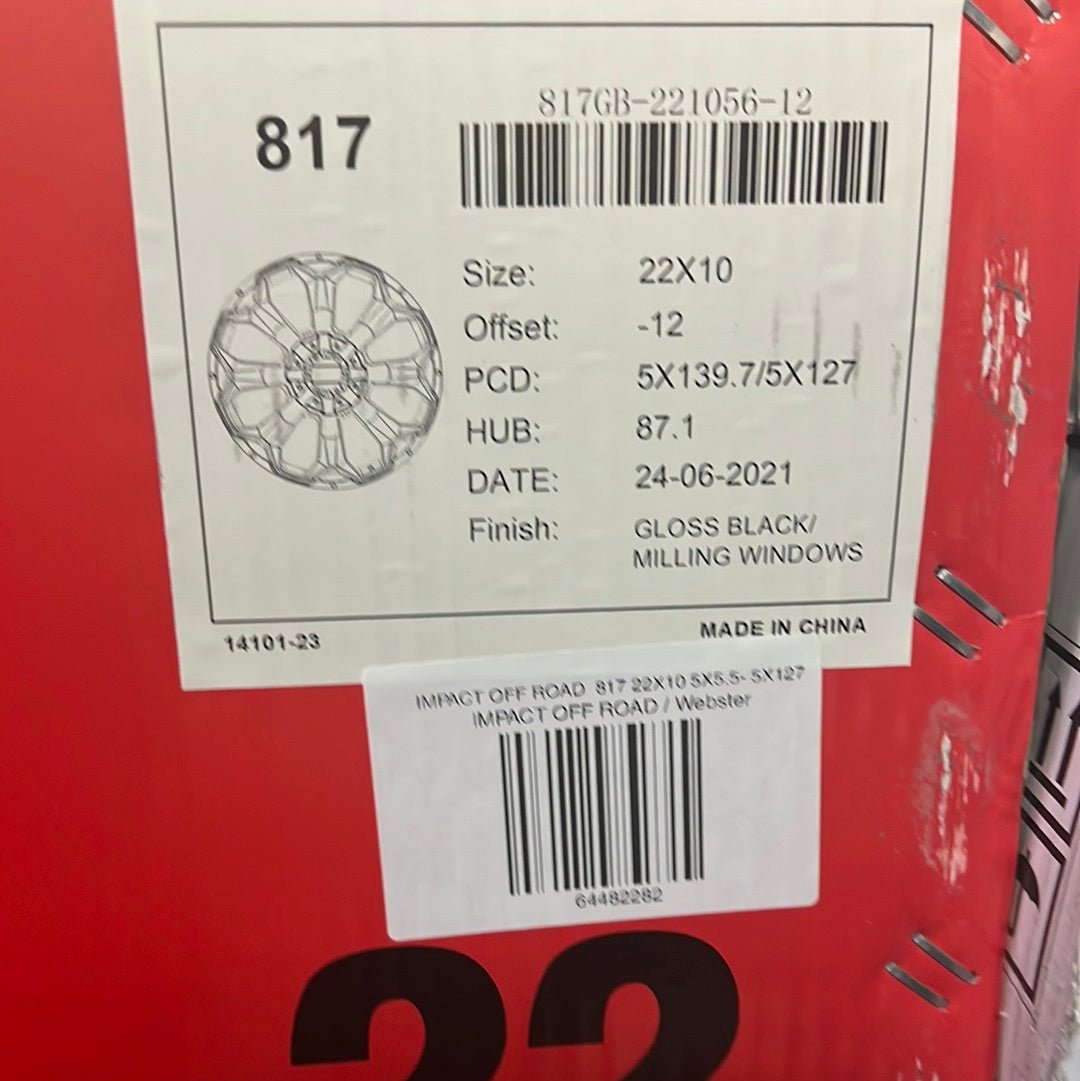 817
817GB-221056-12
Size: 22X10
Offset: -12
PCD: 5X139.7/5X127
HUB: 87.1
DATE: 24-06-2021
Finish: GLOSS BLACK/
MILLING WINDOWS
14101-23
MADE IN CHINA
IMPACT OFF ROAD 817 22X10 5X5.5- 5X127
IMPACT OFF ROAD / Webster
64482282
22